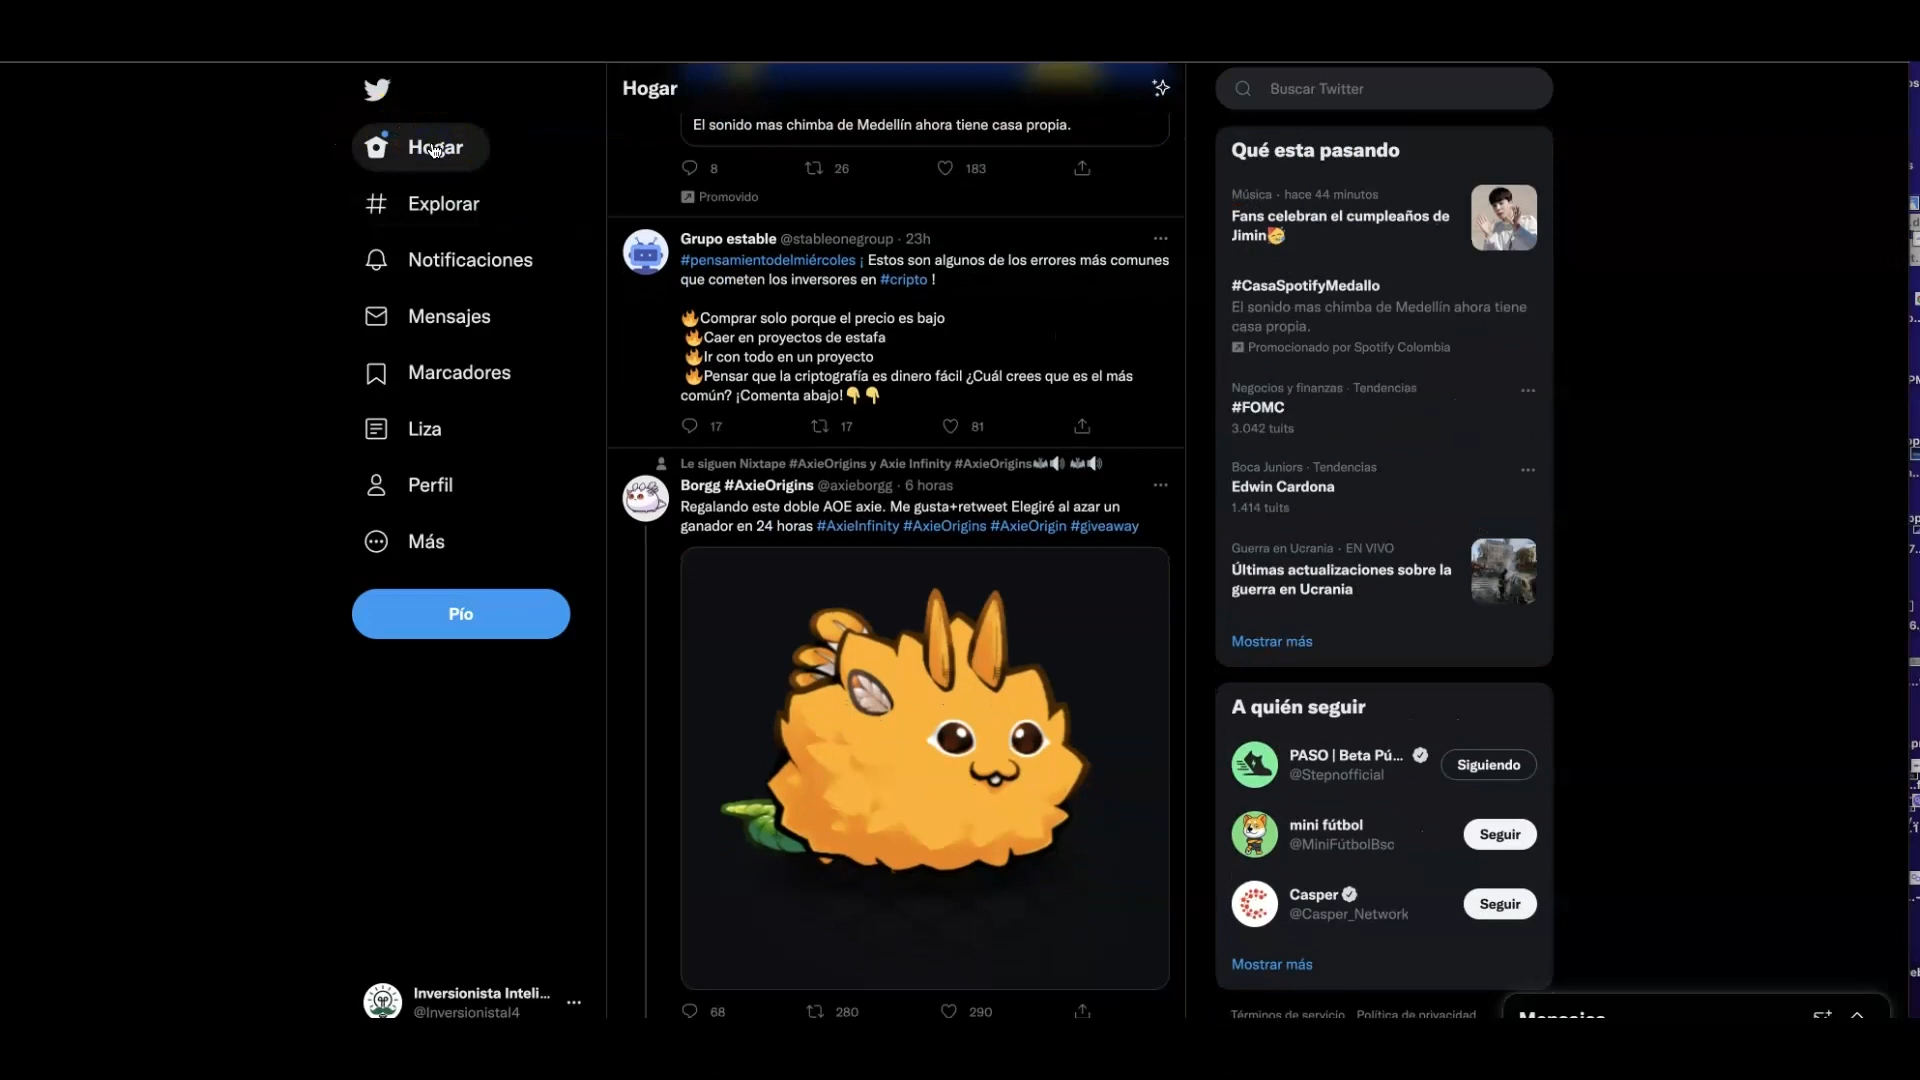 Hogar
Explorar
Notificaciones
Mensajes
Marcadores
Liza
Perfil
Más
Pío
Inversionista Inteli...
@Inversionistal4
Hogar
El sonido mas chimba de Medellín ahora tiene casa propia.
8 26 183
Promovido
Grupo estable @stableonegroup · 23h
#pensamientodelmiércoles ¡ Estos son algunos de los errores más comunes
que cometen los inversores en #cripto !
🔥Comprar solo porque el precio es bajo
🔥Caer en proyectos de estafa
🔥Ir con todo en un proyecto
🔥Pensar que la criptografía es dinero fácil ¿Cuál crees que es el más
común? ¡Comenta abajo!👇👇
17 17 81
Le siguen Nixtape #AxieOrigins y Axie Infinity #AxieOrigins🦇🔊 🦇🔊
Borgg #AxieOrigins @axieborgg · 6 horas
Regalando este doble AOE axie. Me gusta+retweet Elegiré al azar un
ganador en 24 horas #AxieInfinity #AxieOrigins #AxieOrigin #giveaway
68 280 290
Buscar Twitter
Qué esta pasando
Música · hace 44 minutos
Fans celebran el cumpleaños de
Jimin🥳
#CasaSpotifyMedallo
El sonido mas chimba de Medellín ahora tiene
casa propia.
Promocionado por Spotify Colombia
Negocios y finanzas · Tendencias
#FOMC
3.042 tuits
Boca Juniors · Tendencias
Edwin Cardona
1.414 tuits
Guerra en Ucrania · EN VIVO
Últimas actualizaciones sobre la
guerra en Ucrania
Mostrar más
A quién seguir
PASO | Beta Pú...
@Stepnofficial
Siguiendo
mini fútbol
@MiniFútbolBsc
Seguir
Casper
@Casper_Network
Seguir
Mostrar más
Términos de servicio Política de privacidad
Mensajes